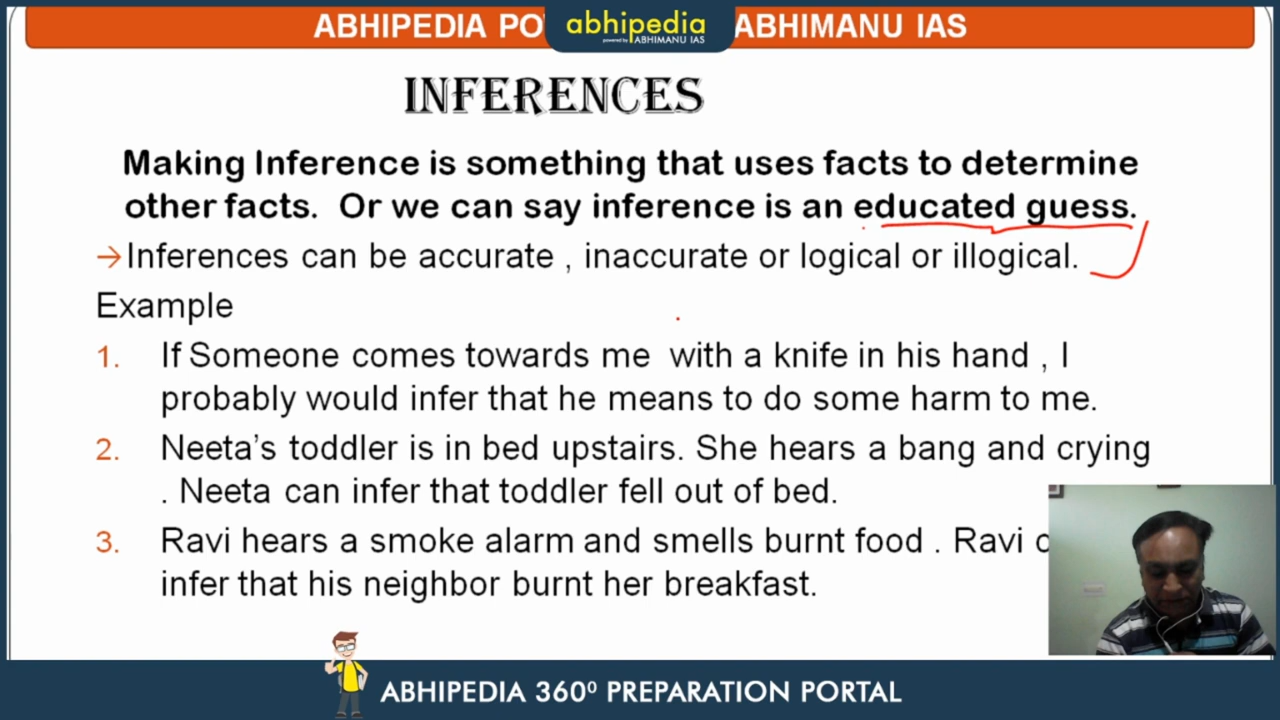 ABHIPEDIA PO ABHIMANU IAS
abhipedia
powered by ABHIMANU IAS
INFERENCES
Making Inference is something that uses facts to determine
other facts. Or we can say inference is an educated guess.
→Inferences can be accurate , inaccurate or logical or illogical.
Example
1. If Someone comes towards me with a knife in his hand , I
probably would infer that he means to do some harm to me.
2. Neeta’s toddler is in bed upstairs. She hears a bang and crying
. Neeta can infer that toddler fell out of bed.
3. Ravi hears a smoke alarm and smells burnt food . Ravi
infer that his neighbor burnt her breakfast.
ABHIPEDIA 360⁰ PREPARATION PORTAL